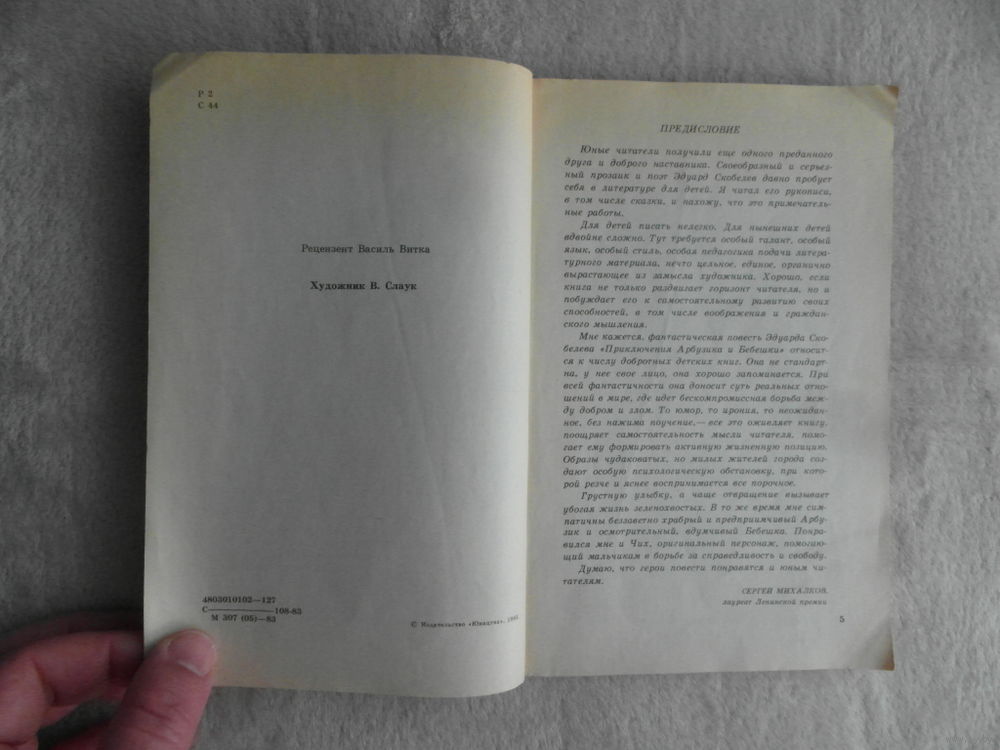 Р 2
С 44
Рецензент Василь Витка
Художник В. Слаук
4803010102—127
С————108-83
М 307 (05)—83
© Издательство «Юнацтва», 1983
ПРЕДИСЛОВИЕ
Юные читатели получили еще одного преданного
друга и доброго наставника. Своеобразный и серьез-
ный прозаик и поэт Эдуард Скобелев давно пробует
себя в литературе для детей. Я читал его рукописи,
в том числе сказки, и нахожу, что это примечатель-
ные работы.
Для детей писать нелегко. Для нынешних детей
вдвойне сложно. Тут требуется особый талант, особый
язык, особый стиль, особая педагогика подачи литера-
турного материала, нечто цельное, единое, органично
вырастающее из замысла художника. Хорошо, если
книга не только раздвигает горизонт читателя, но и
побуждает его к самостоятельному развитию своих
способностей, в том числе воображения и граждан-
ского мышления.
Мне кажется, фантастическая повесть Эдуарда Ско-
белева «Приключения Арбузика и Бебешки» относит-
ся к числу добротных детских книг. Она не стандарт-
на, у нее свое лицо, она хорошо запоминается. При
всей фантастичности она доносит суть реальных отно-
шений в мире, где идет бескомпромиссная борьба меж-
ду добром и злом. То юмор, то ирония, то неожидан-
ное, без нажима поучение,— все это оживляет книгу,
поощряет самостоятельность мысли читателя, помо-
гает ему формировать активную жизненную позицию.
Образы чудаковатых, но милых жителей города соз-
дают особую психологическую обстановку, при кото-
рой резче и яснее воспринимается все порочное.
Грустную улыбку, а чаще отвращение вызывает
убогая жизнь зеленохвостых. В то же время мне сим-
патичны беззаветно храбрый и предприимчивый Арбу-
зик и осмотрительный, вдумчивый Бебешка. Понра-
вился мне и Чих, оригинальный персонаж, помогаю-
щий мальчикам в борьбе за справедливость и свободу.
Думаю, что герои повести понравятся и юным чи-
тателям.
СЕРГЕЙ МИХАЛКОВ,
лауреат Ленинской премии
5